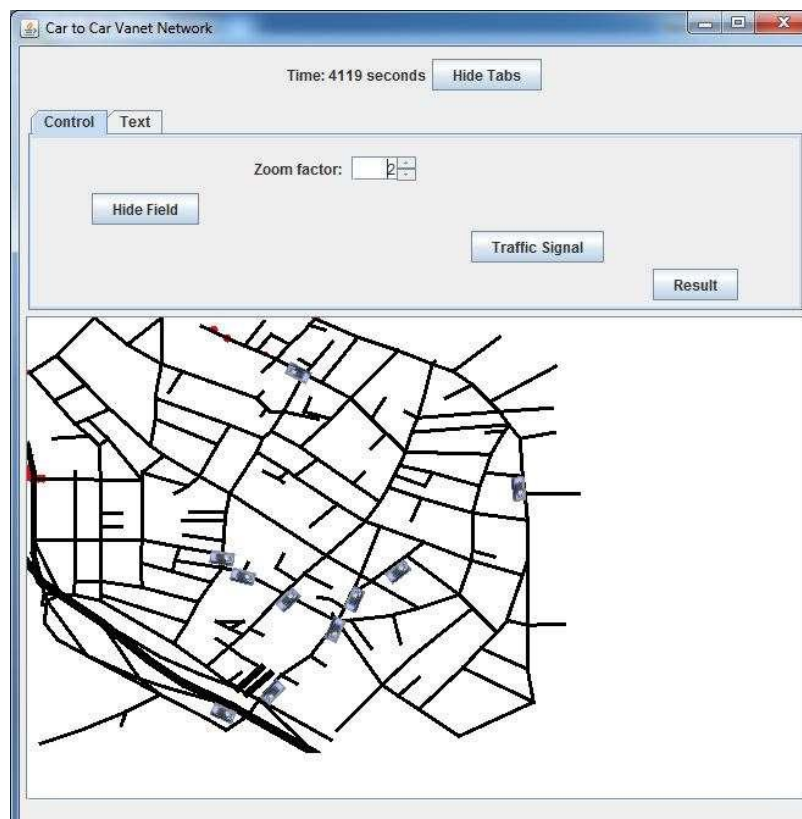 Car to Car Vanet Network
Time: 4119 seconds Hide Tabs
Control Text
Zoom factor: 2
Hide Field
Traffic Signal
Result